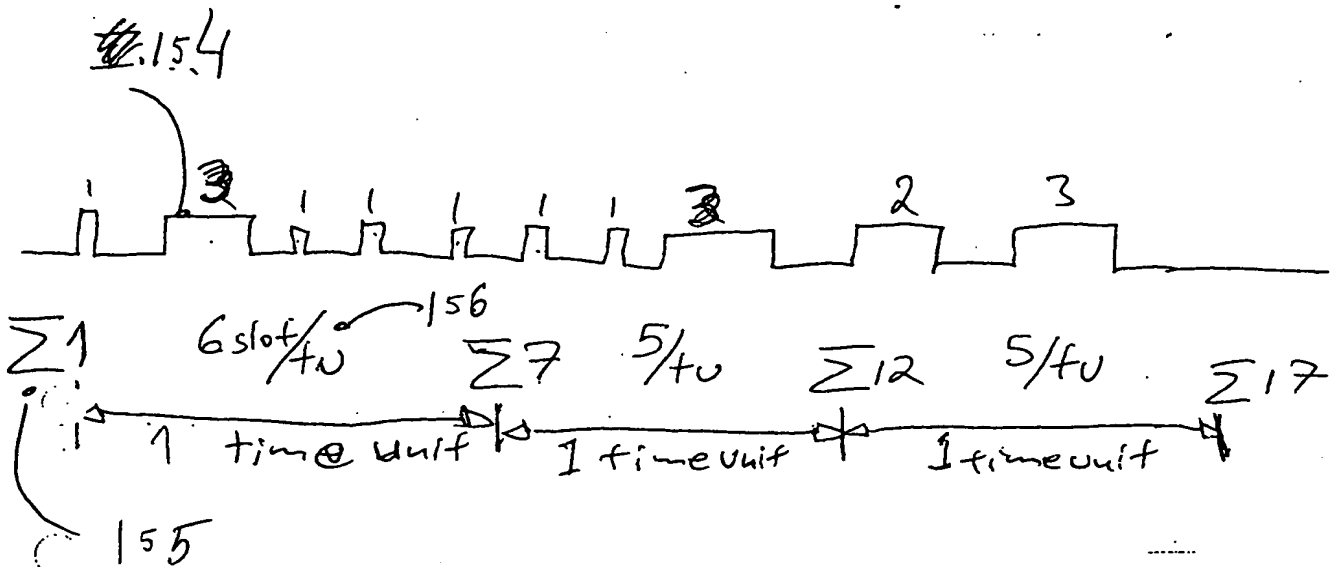 154
1 3 1 1 1 1 1 3 2 3
Σ1 6 slot/tu 156 Σ7 5/tu Σ12 5/tu Σ17
1 time unit 1 time unit 1 time unit
155